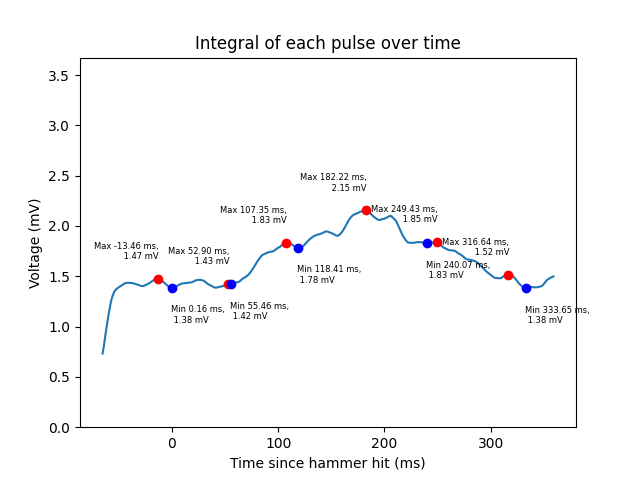 Integral of each pulse over time
Voltage (mV)
3.5
3.0
2.5
2.0
1.5
1.0
0.5
0.0
Max -13.46 ms,
1.47 mV
Min 0.16 ms,
1.38 mV
Max 52.90 ms,
1.43 mV
Min 55.46 ms,
1.42 mV
Max 107.35 ms,
1.83 mV
Min 118.41 ms,
1.78 mV
Max 182.22 ms,
2.15 mV
Min 240.07 ms,
1.83 mV
Max 249.43 ms,
1.85 mV
Max 316.64 ms,
1.52 mV
Min 333.65 ms,
1.38 mV
0
100
200
300
Time since hammer hit (ms)